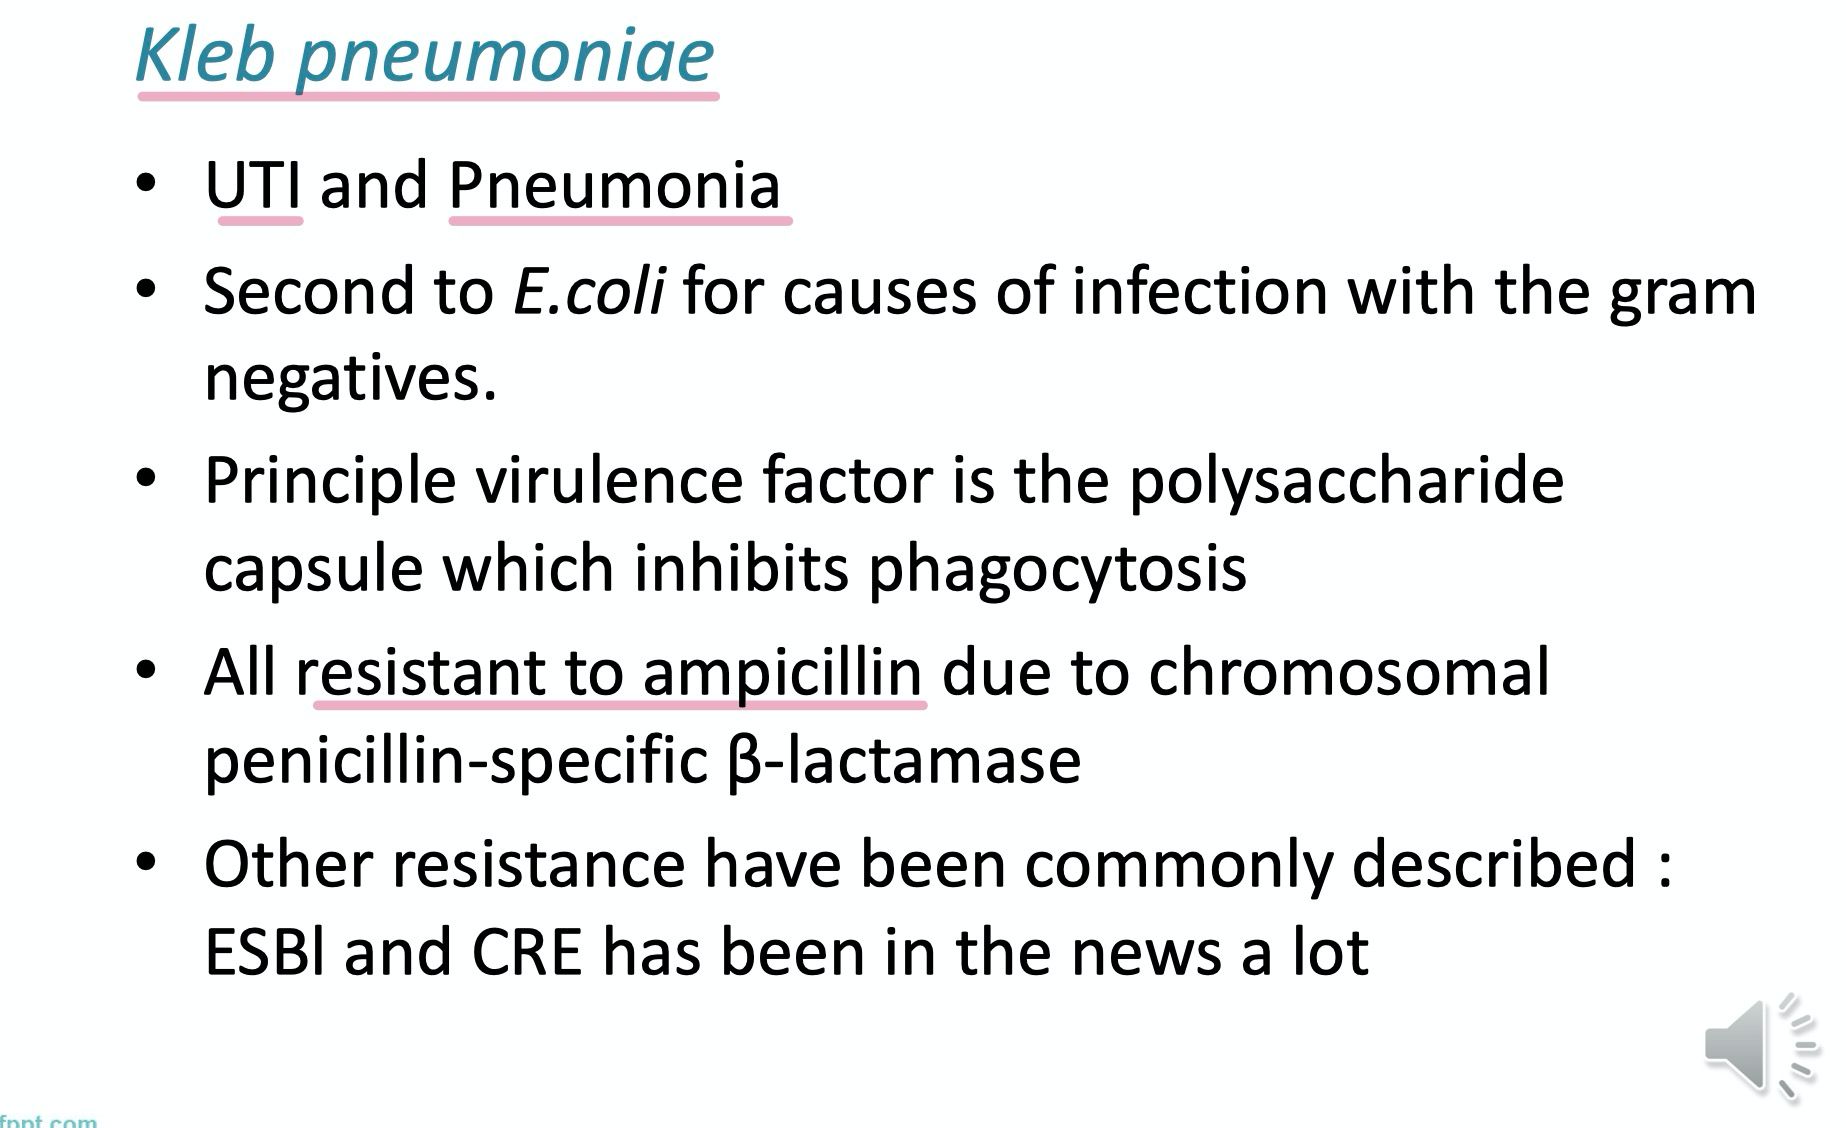 Kleb pneumoniae
• UTI and Pneumonia
• Second to E.coli for causes of infection with the gram
negatives.
• Principle virulence factor is the polysaccharide
capsule which inhibits phagocytosis
• All resistant to ampicillin due to chromosomal
penicillin-specific β-lactamase
• Other resistance have been commonly described :
ESBl and CRE has been in the news a lot
fppt.com